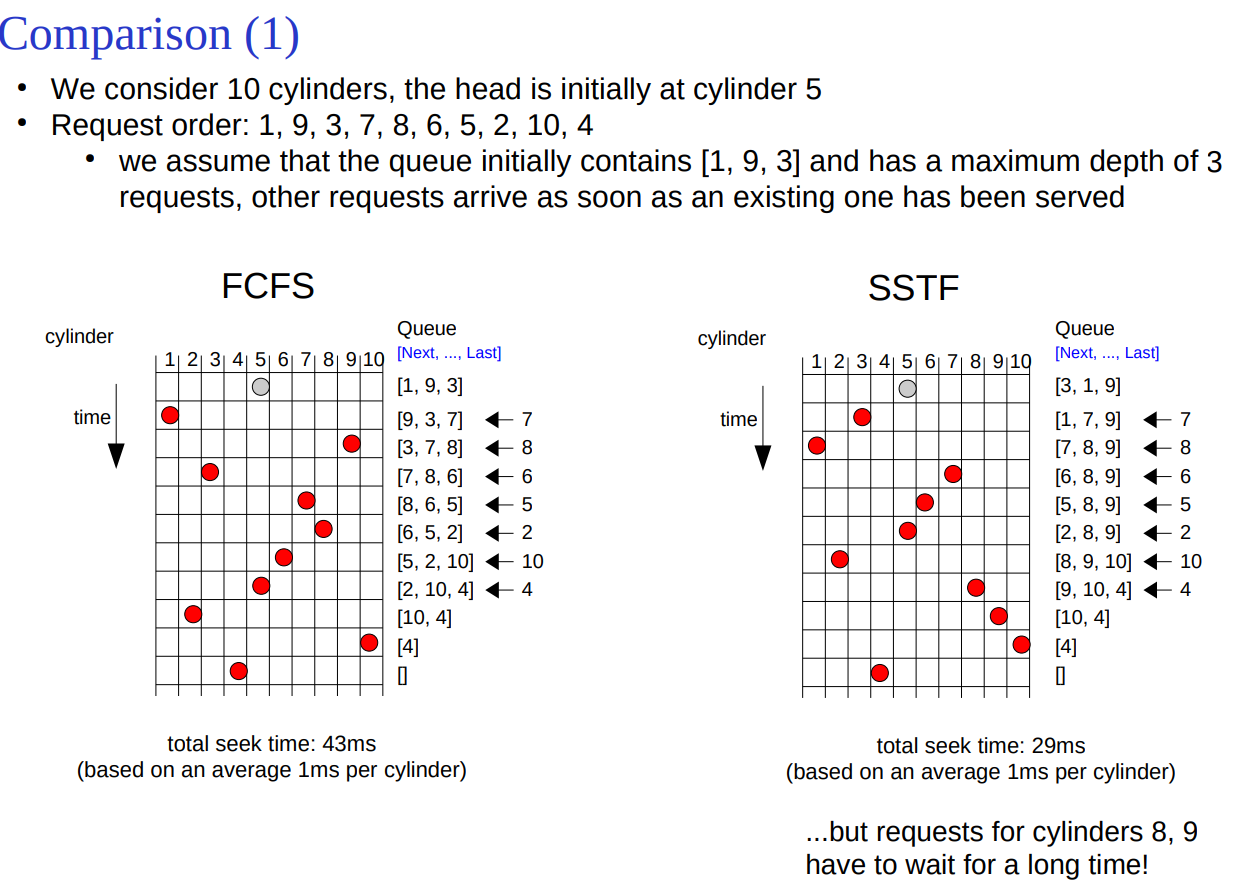 Comparison (1)
• We consider 10 cylinders, the head is initially at cylinder 5
• Request order: 1, 9, 3, 7, 8, 6, 5, 2, 10, 4
• we assume that the queue initially contains [1, 9, 3] and has a maximum depth of 3
requests, other requests arrive as soon as an existing one has been served
FCFS
cylinder
Queue
[Next, ..., Last]
1 2 3 4 5 6 7 8 9 10
time
[1, 9, 3]
[9, 3, 7] 7
[3, 7, 8] 8
[7, 8, 6] 6
[8, 6, 5] 5
[6, 5, 2] 2
[5, 2, 10] 10
[2, 10, 4] 4
[10, 4]
[4]
[]
total seek time: 43ms
(based on an average 1ms per cylinder)
SSTF
cylinder
Queue
[Next, ..., Last]
1 2 3 4 5 6 7 8 9 10
time
[3, 1, 9]
[1, 7, 9] 7
[7, 8, 9] 8
[6, 8, 9] 6
[5, 8, 9] 5
[2, 8, 9] 2
[8, 9, 10] 10
[9, 10, 4] 4
[10, 4]
[4]
[]
total seek time: 29ms
(based on an average 1ms per cylinder)
...but requests for cylinders 8, 9
have to wait for a long time!